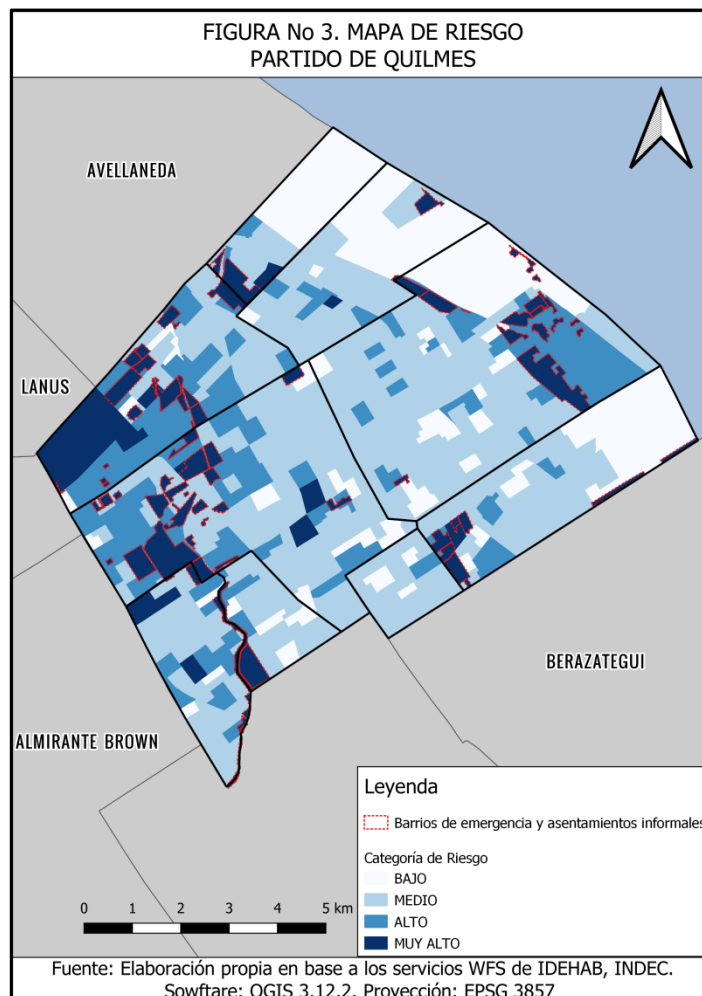 FIGURA No 3. MAPA DE RIESGO
PARTIDO DE QUILMES
AVELLANEDA
LANUS
BERAZATEGUI
ALMIRANTE BROWN
Leyenda
Barrios de emergencia y asentamientos informales
Categoría de Riesgo
BAJO
MEDIO
ALTO
MUY ALTO
0 1 2 3 4 5 km
Fuente: Elaboración propia en base a los servicios WFS de IDEHAB, INDEC.
Sowftare: QGIS 3.12.2. Proyección: EPSG 3857